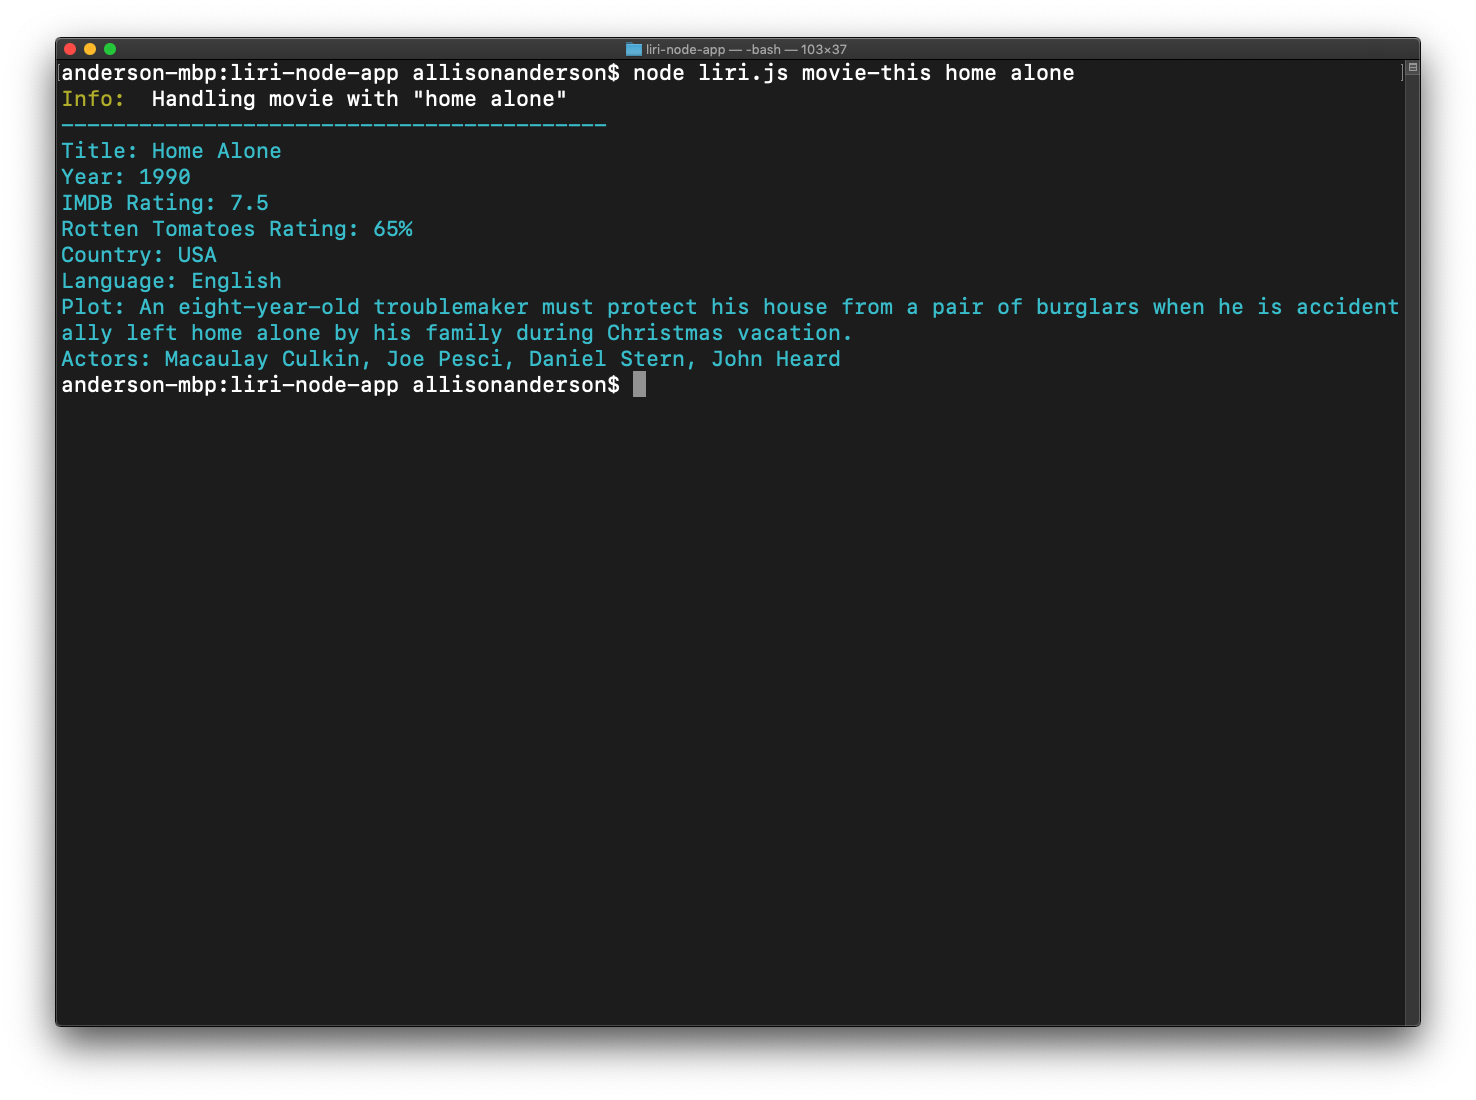 liri-node-app — -bash — 103×37
anderson-mbp:liri-node-app allisonanderson$ node liri.js movie-this home alone
Info:  Handling movie with "home alone"
------------------------------------------
Title: Home Alone
Year: 1990
IMDB Rating: 7.5
Rotten Tomatoes Rating: 65%
Country: USA
Language: English
Plot: An eight-year-old troublemaker must protect his house from a pair of burglars when he is accident
ally left home alone by his family during Christmas vacation.
Actors: Macaulay Culkin, Joe Pesci, Daniel Stern, John Heard
anderson-mbp:liri-node-app allisonanderson$